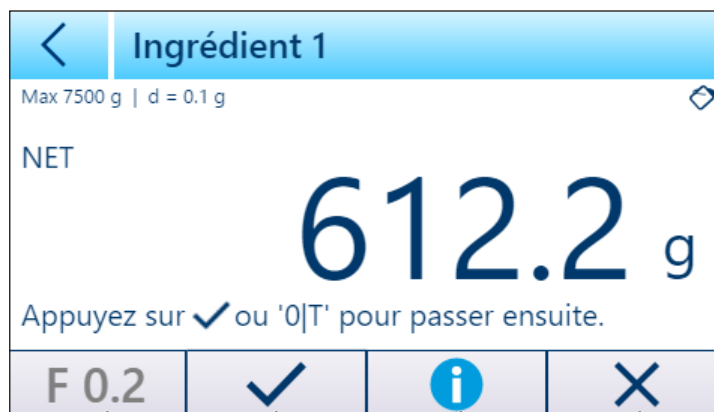 Ingrédient 1
Max 7500 g | d = 0.1 g
NET
612.2 g
Appuyez sur ✓ ou '0|T' pour passer ensuite.
F 0.2